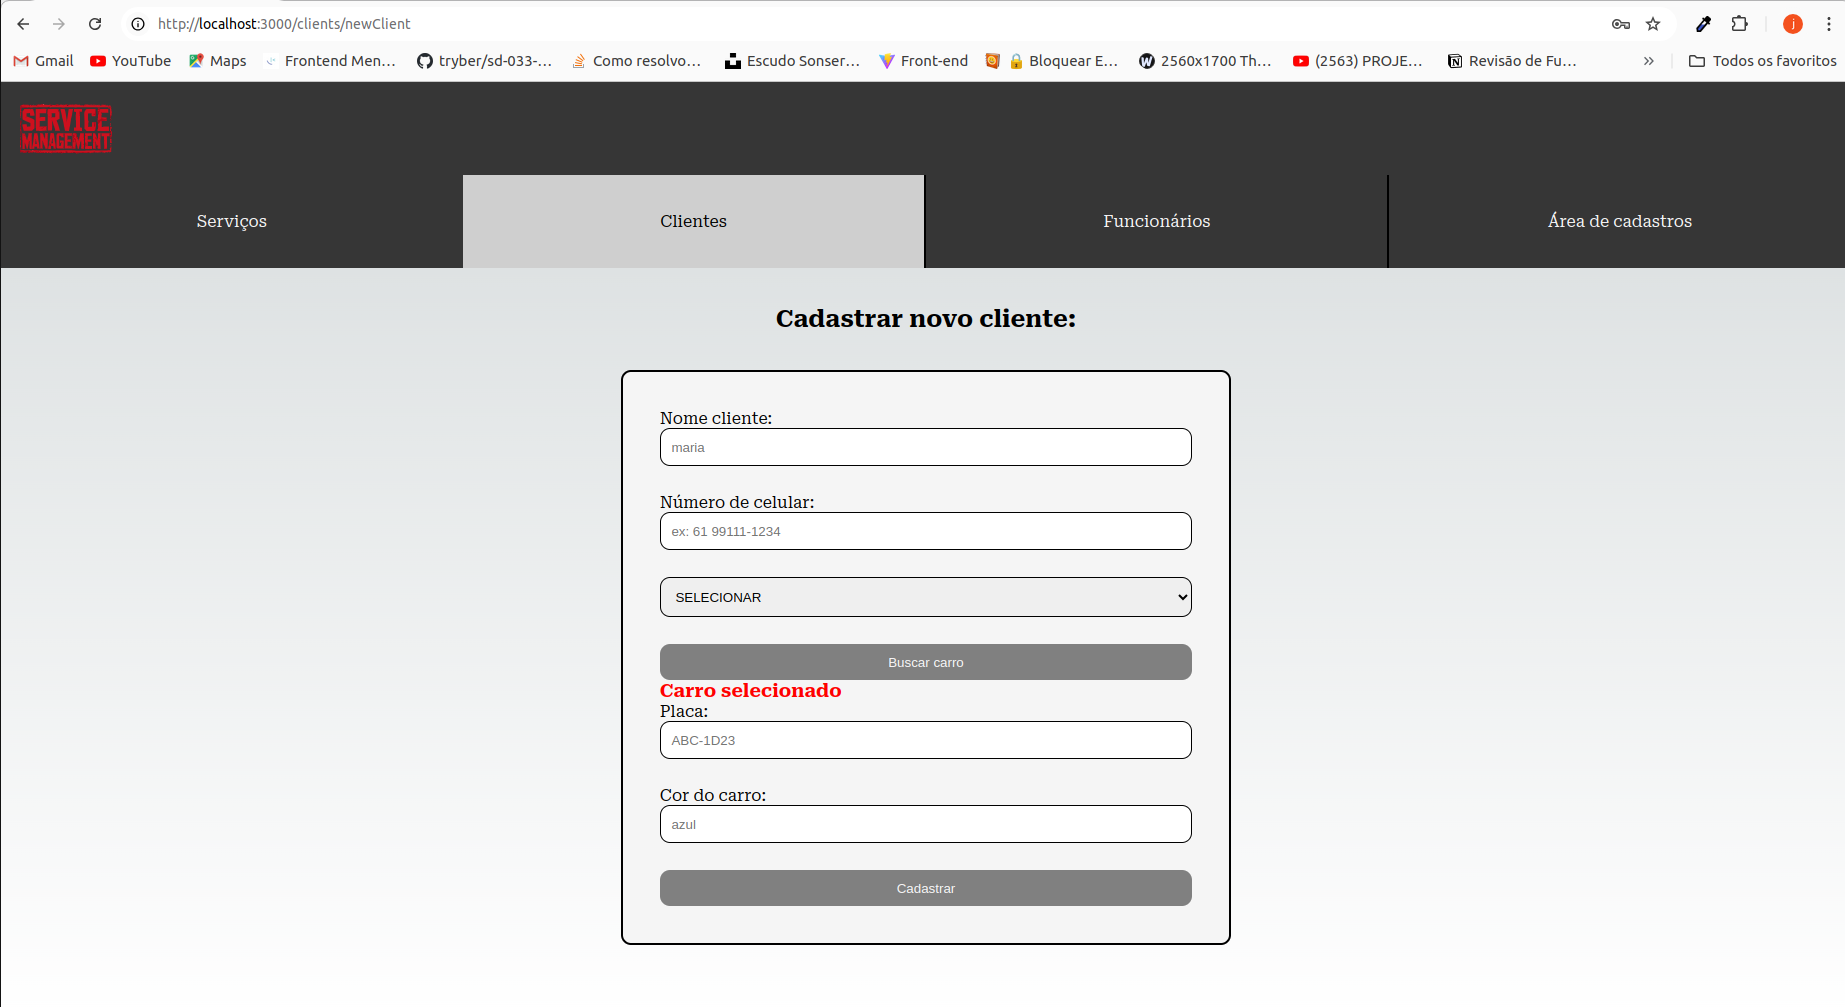 http://localhost:3000/clients/newClient
j
Gmail YouTube Maps Frontend Men... tryber/sd-033-... Como resolvo... Escudo Sonser... Front-end Bloquear E... 2560x1700 Th... (2563) PROJE... Revisão de Fu... » Todos os favoritos
SERVICE
MANAGEMENT
Serviços Clientes Funcionários Área de cadastros
Cadastrar novo cliente:
Nome cliente:
maria
Número de celular:
ex: 61 99111-1234
SELECIONAR
Buscar carro
Carro selecionado
Placa:
ABC-1D23
Cor do carro:
azul
Cadastrar